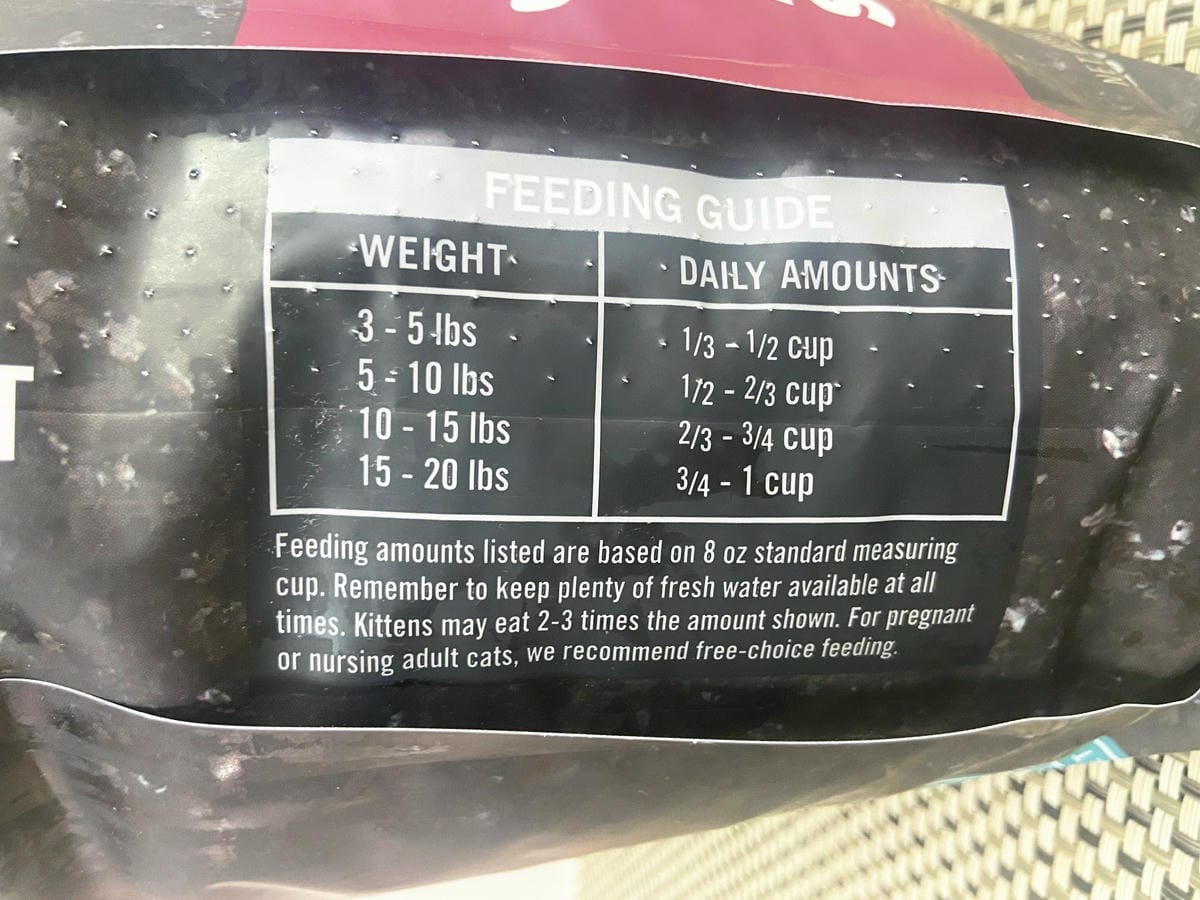 FEEDING GUIDE
WEIGHT DAILY AMOUNTS
3 - 5 lbs 1/3 - 1/2 cup
5 - 10 lbs 1/2 - 2/3 cup
10 - 15 lbs 2/3 - 3/4 cup
15 - 20 lbs 3/4 - 1 cup
Feeding amounts listed are based on 8 oz standard measuring
cup. Remember to keep plenty of fresh water available at all
times. Kittens may eat 2-3 times the amount shown. For pregnant
or nursing adult cats, we recommend free-choice feeding.
T